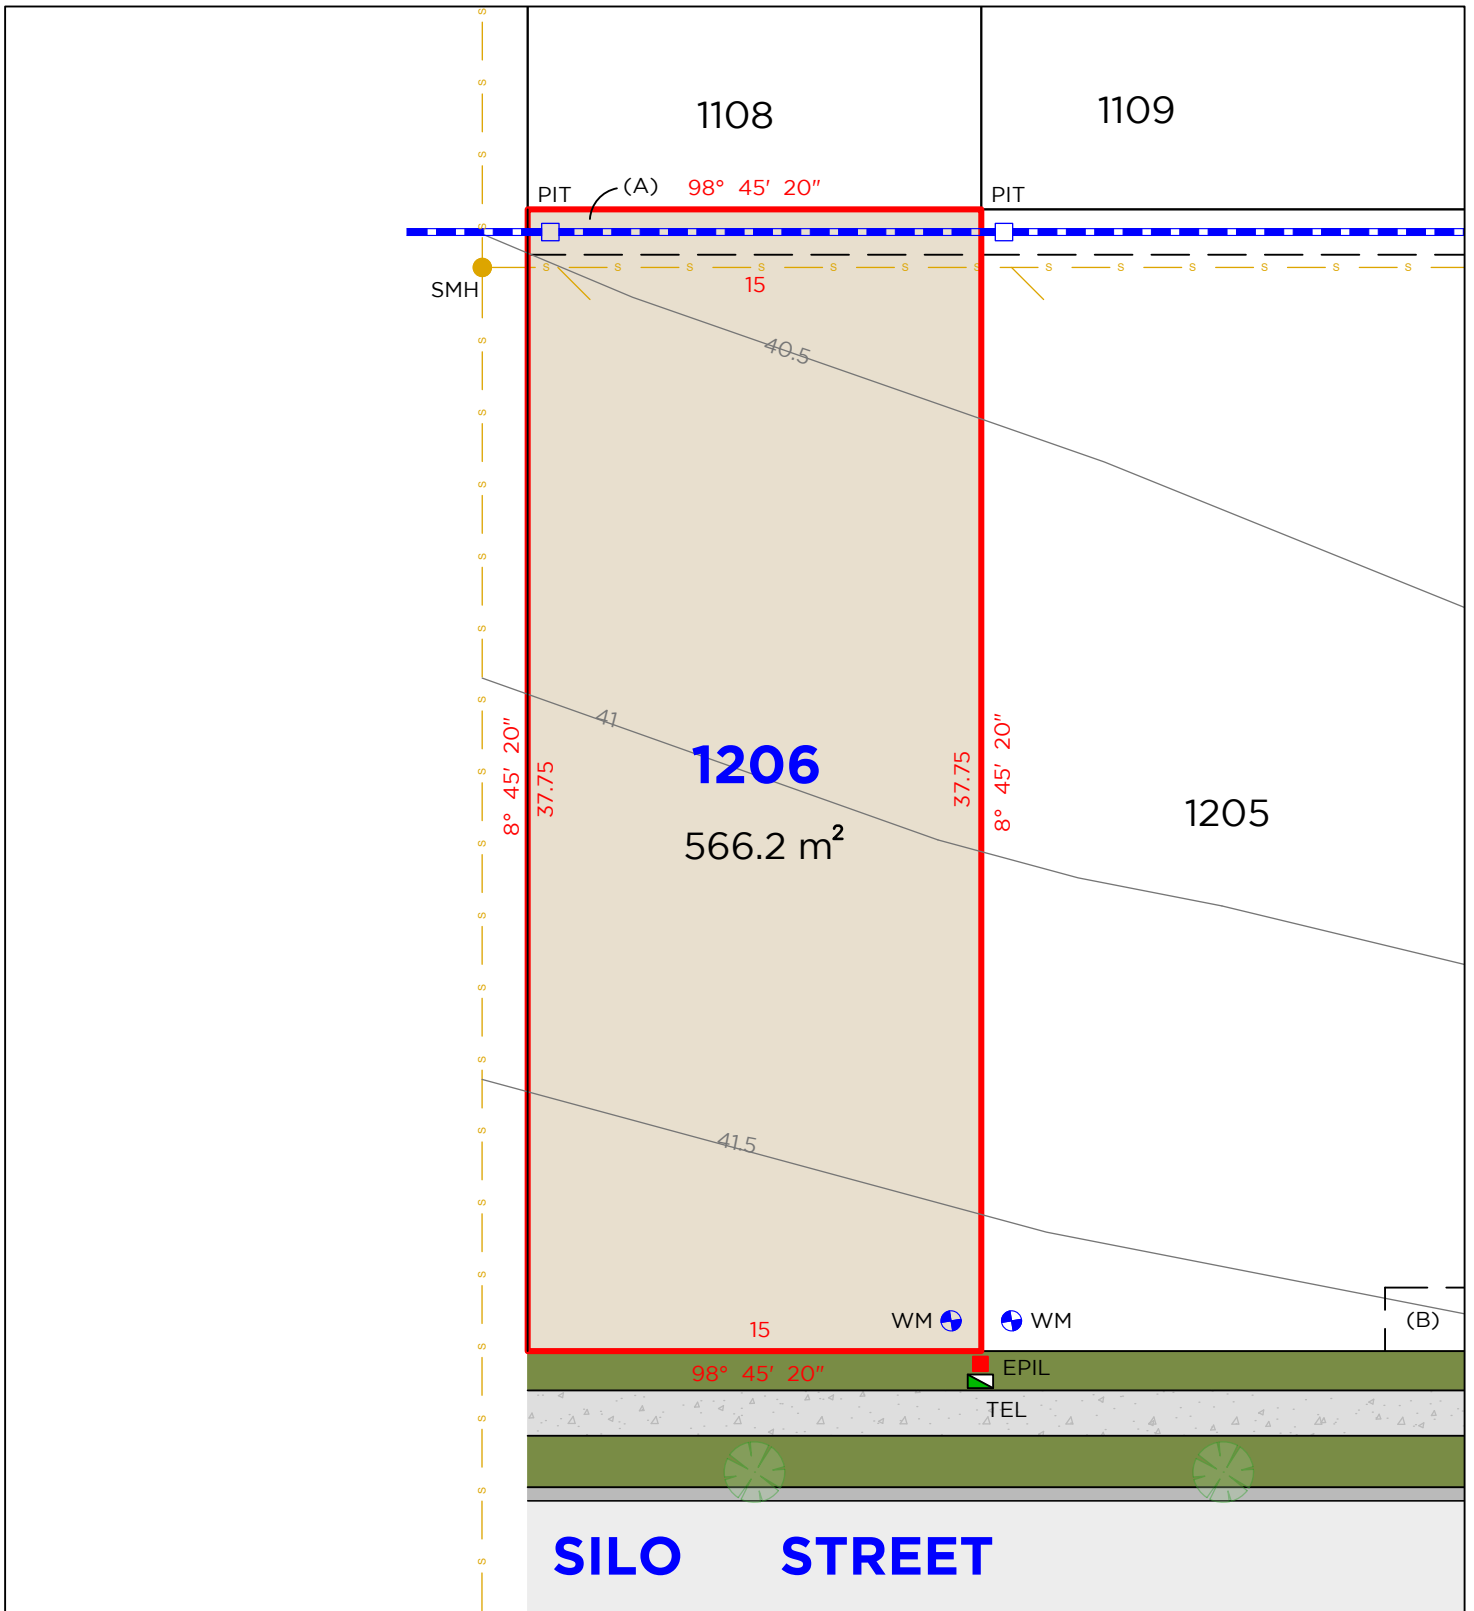 1108
1109
PIT
(A)
98° 45' 20"
PIT
SMH
15
40.5
41
8° 45' 20"
37.75
1206
566.2 m²
37.75
8° 45' 20"
1205
41.5
WM
WM
(B)
15
98° 45' 20"
EPIL
TEL
SILO STREET
s s s s s s s s s s s s
s s s s s s s s s s s s s s s s s s